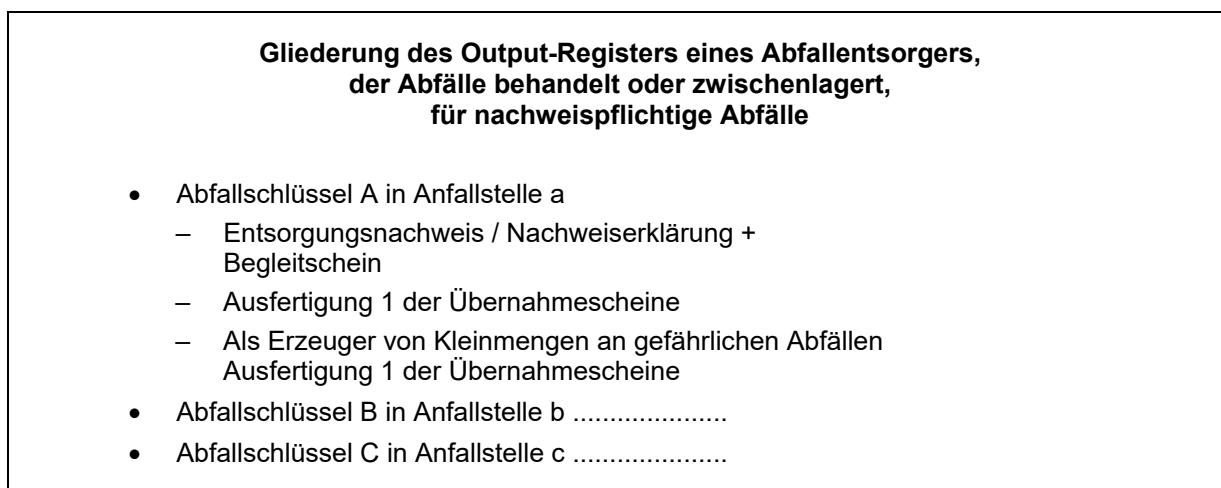 Gliederung des Output-Registers eines Abfallentsorgers,
der Abfälle behandelt oder zwischenlagert,
für nachweispflichtige Abfälle
• Abfallschlüssel A in Anfallstelle a
– Entsorgungsnachweis / Nachweiserklärung +
Begleitschein
– Ausfertigung 1 der Übernahmescheine
– Als Erzeuger von Kleinmengen an gefährlichen Abfällen
Ausfertigung 1 der Übernahmescheine
• Abfallschlüssel B in Anfallstelle b .....................
• Abfallschlüssel C in Anfallstelle c .....................